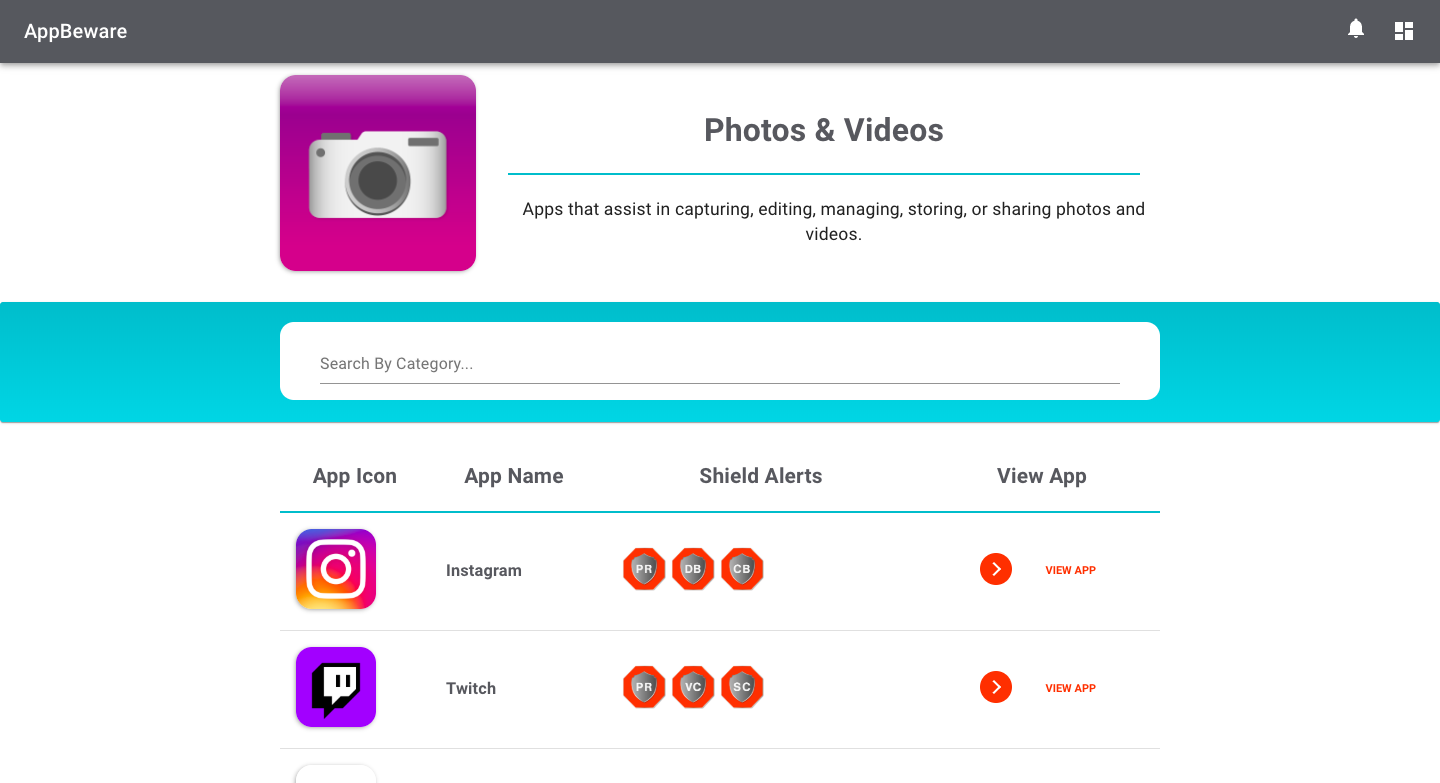 AppBeware
Photos & Videos
Apps that assist in capturing, editing, managing, storing, or sharing photos and
videos.
Search By Category...
App Icon App Name Shield Alerts View App
Instagram PR DB CB VIEW APP
Twitch PR VC SC VIEW APP